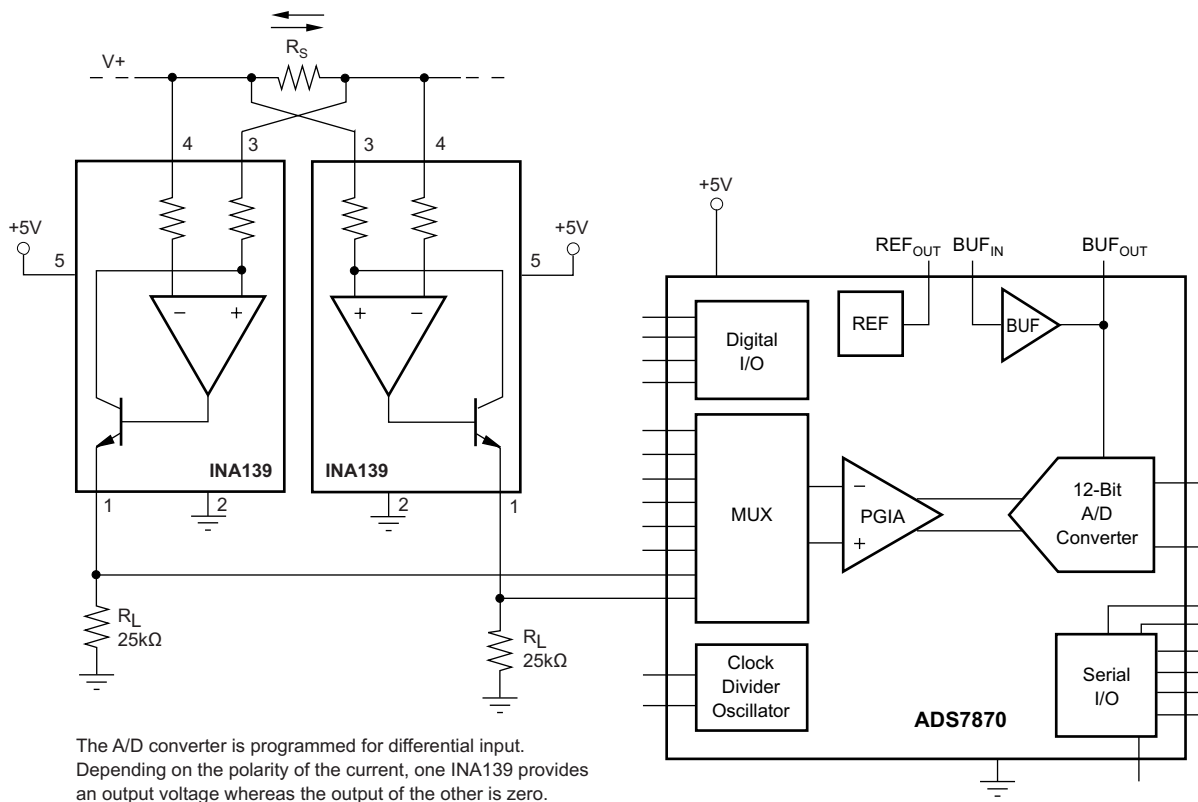 R_S
V+
4
3
3
4
+5V
5
5
+5V
− +
+ −
INA139
INA139
1
2
2
1
R_L
25kΩ
R_L
25kΩ
+5V
REF_OUT
BUF_IN
BUF_OUT
Digital
I/O
REF
BUF
MUX
−
PGIA
+
12-Bit
A/D
Converter
Clock
Divider
Oscillator
Serial
I/O
ADS7870
The A/D converter is programmed for differential input.
Depending on the polarity of the current, one INA139 provides
an output voltage whereas the output of the other is zero.